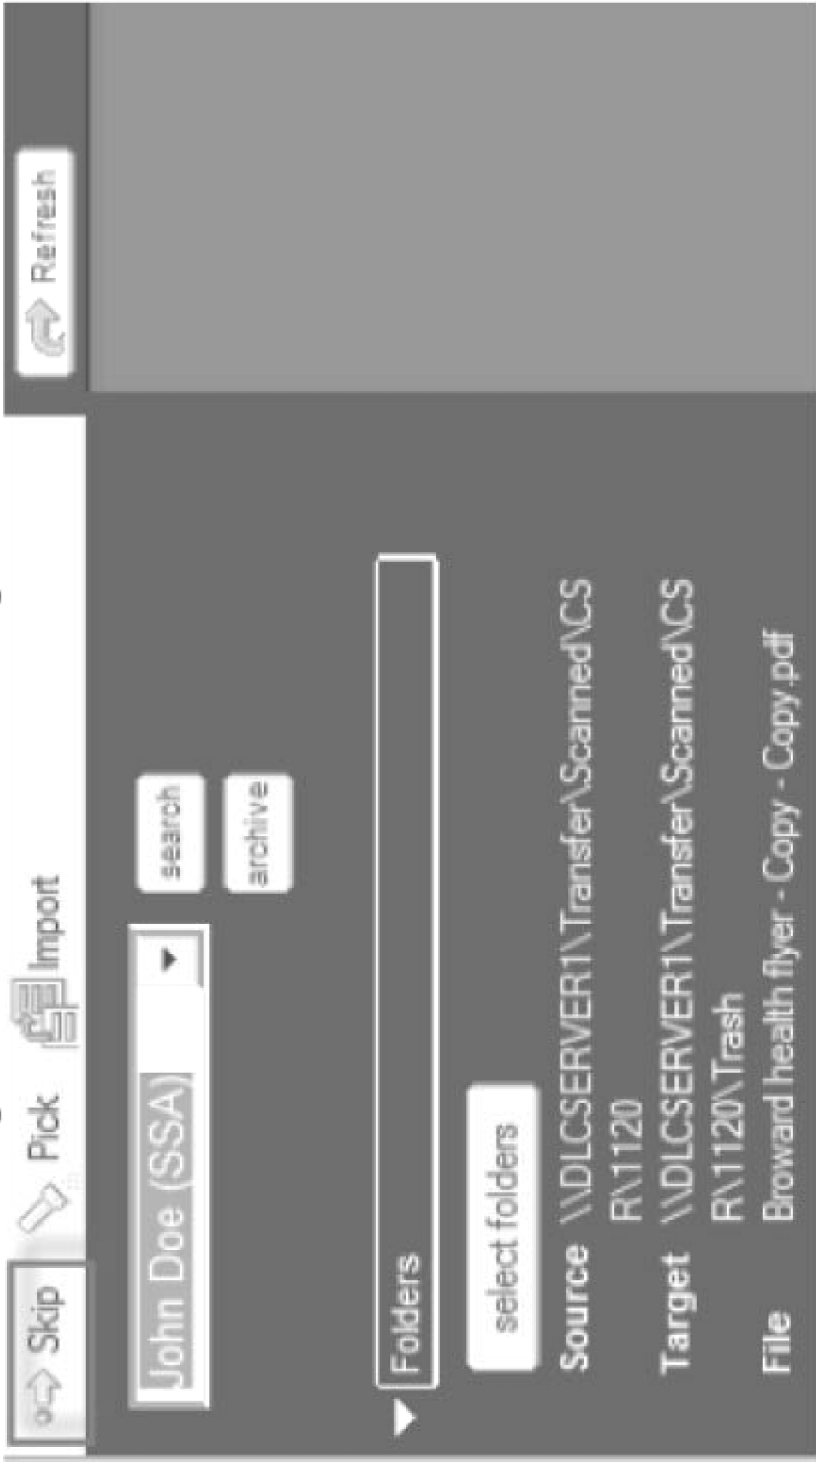 Skip Pick Import Refresh
John Doe (SSA) search
archive
Folders
select folders
Source \\DLCSERVER1\Transfer\Scanned\CS
R\1120
Target \\DLCSERVER1\Transfer\Scanned\CS
R\1120\Trash
File Broward health flyer - Copy - Copy.pdf